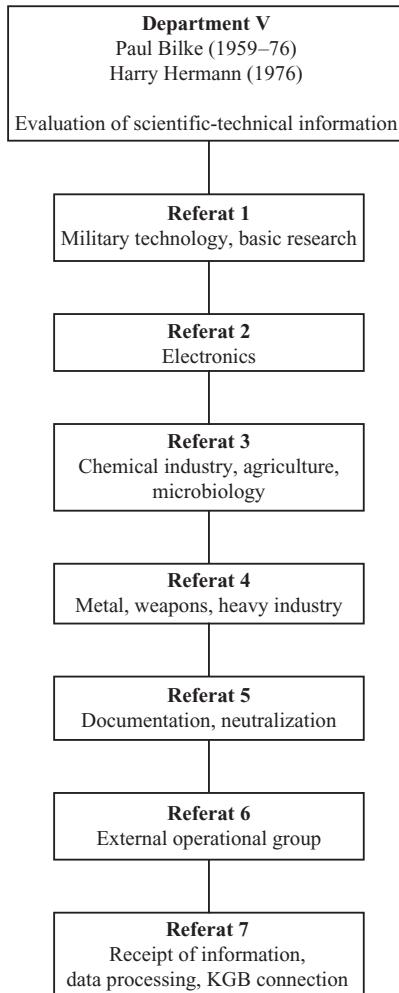 Department V
Paul Bilke (1959–76)
Harry Hermann (1976)
Evaluation of scientific-technical information
Referat 1
Military technology, basic research
Referat 2
Electronics
Referat 3
Chemical industry, agriculture,
microbiology
Referat 4
Metal, weapons, heavy industry
Referat 5
Documentation, neutralization
Referat 6
External operational group
Referat 7
Receipt of information,
data processing, KGB connection